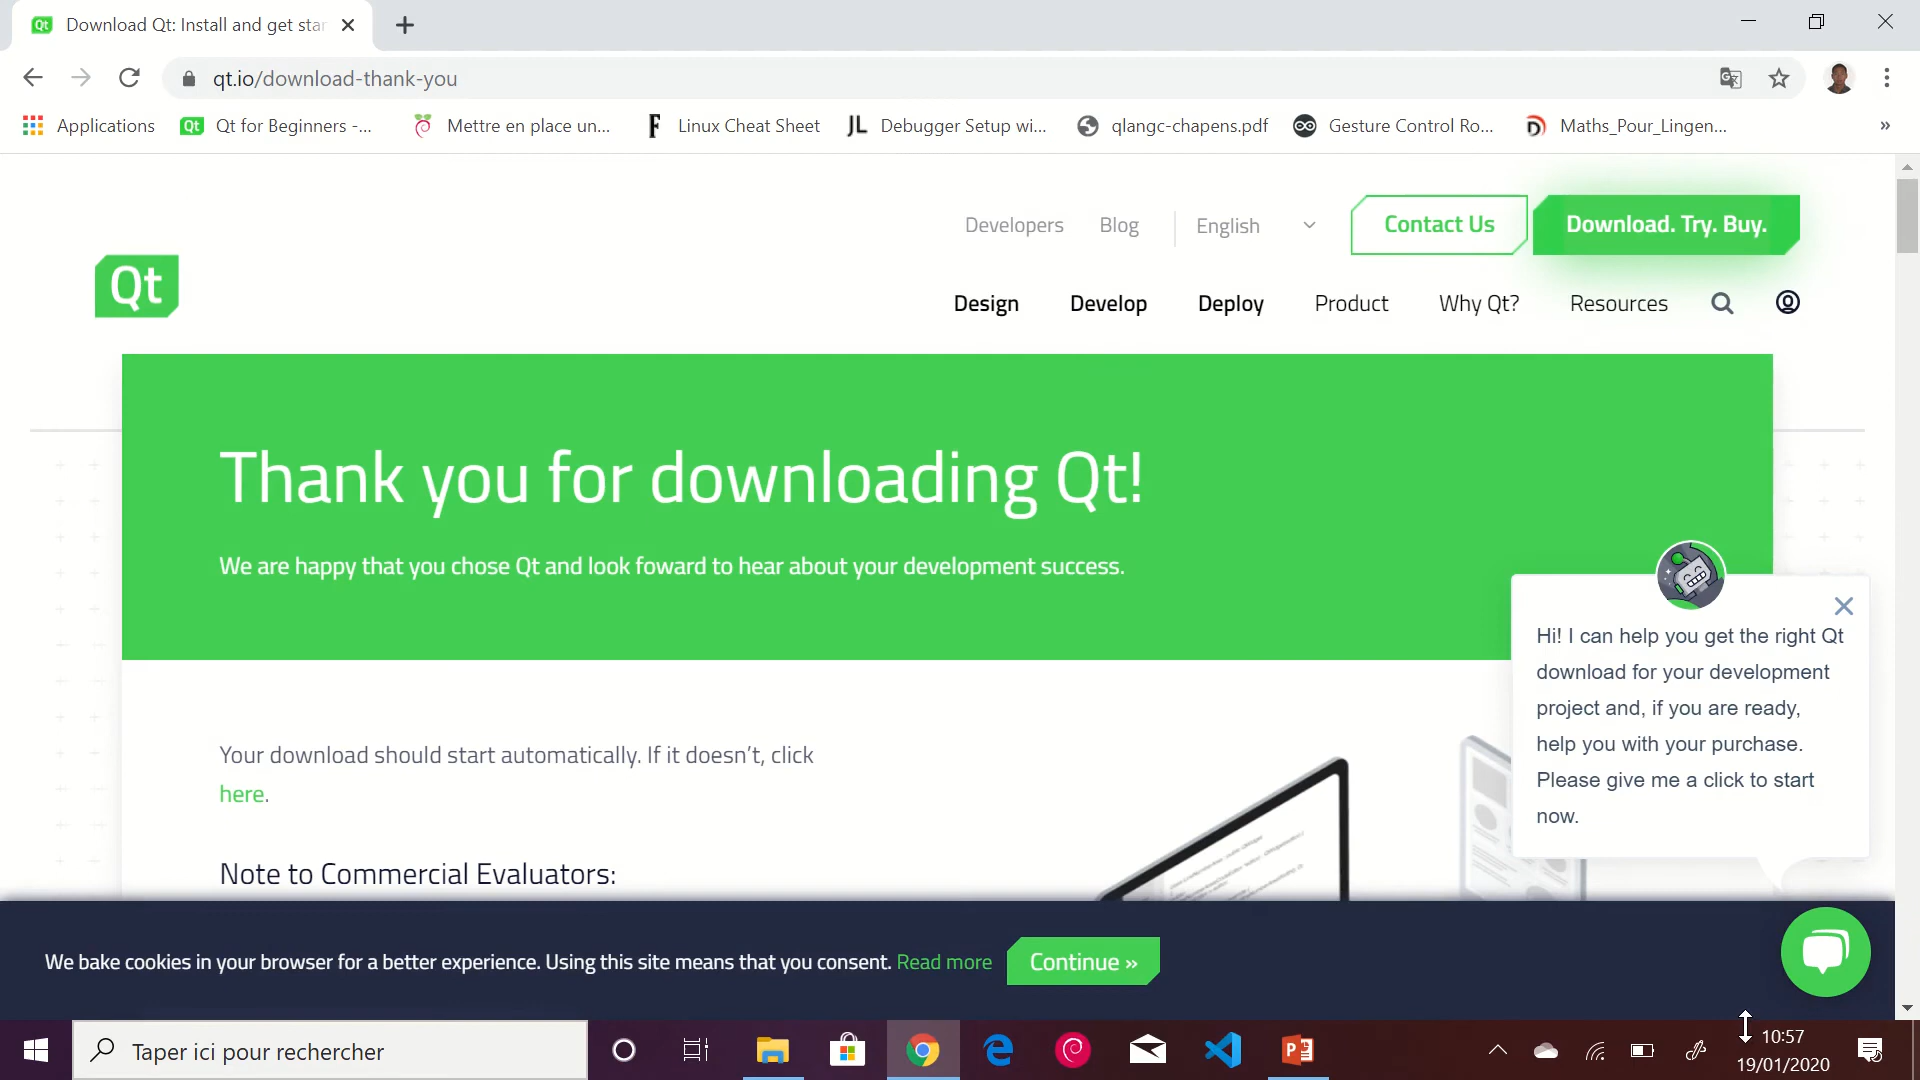 Qt Download Qt: Install and get star
qt.io/download-thank-you
Applications Qt Qt for Beginners -... Mettre en place un... F Linux Cheat Sheet JL Debugger Setup wi... qlangc-chapens.pdf Gesture Control Ro... Maths_Pour_Lingen... »
Developers Blog English Contact Us Download. Try. Buy.
Qt
Design Develop Deploy Product Why Qt? Resources
Thank you for downloading Qt!
We are happy that you chose Qt and look foward to hear about your development success.
Hi! I can help you get the right Qt
download for your development
project and, if you are ready,
help you with your purchase.
Please give me a click to start
now.
Your download should start automatically. If it doesn’t, click
here.
Note to Commercial Evaluators:
We bake cookies in your browser for a better experience. Using this site means that you consent. Read more Continue »
Taper ici pour rechercher
10:57
19/01/2020